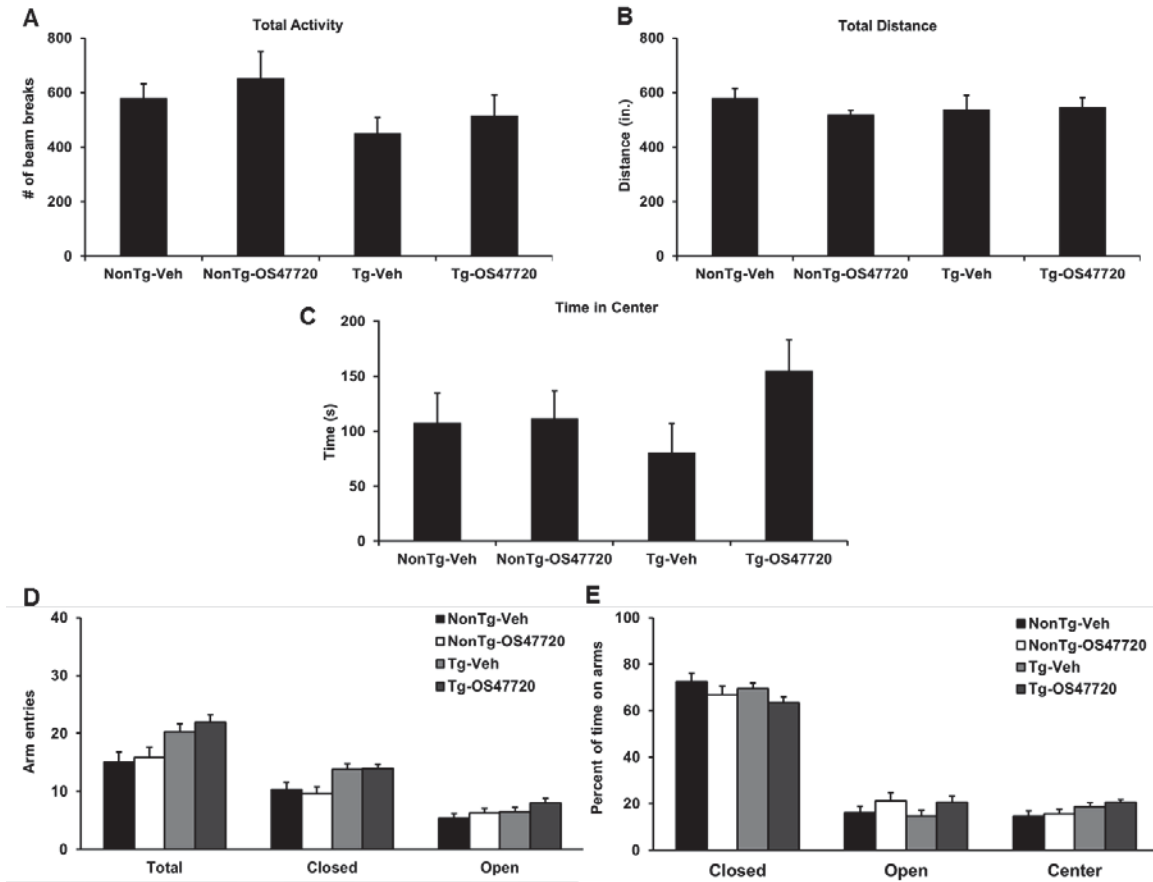 A
Total Activity
800
600
400
200
0
# of beam breaks
NonTg-Veh NonTg-OS47720 Tg-Veh Tg-OS47720
B
Total Distance
800
600
400
200
0
Distance (in.)
NonTg-Veh NonTg-OS47720 Tg-Veh Tg-OS47720
C
Time in Center
200
150
100
50
0
Time (s)
NonTg-Veh NonTg-OS47720 Tg-Veh Tg-OS47720
D
40
30
20
10
0
Arm entries
NonTg-Veh
NonTg-OS47720
Tg-Veh
Tg-OS47720
Total Closed Open
E
100
80
60
40
20
0
Percent of time on arms
NonTg-Veh
NonTg-OS47720
Tg-Veh
Tg-OS47720
Closed Open Center